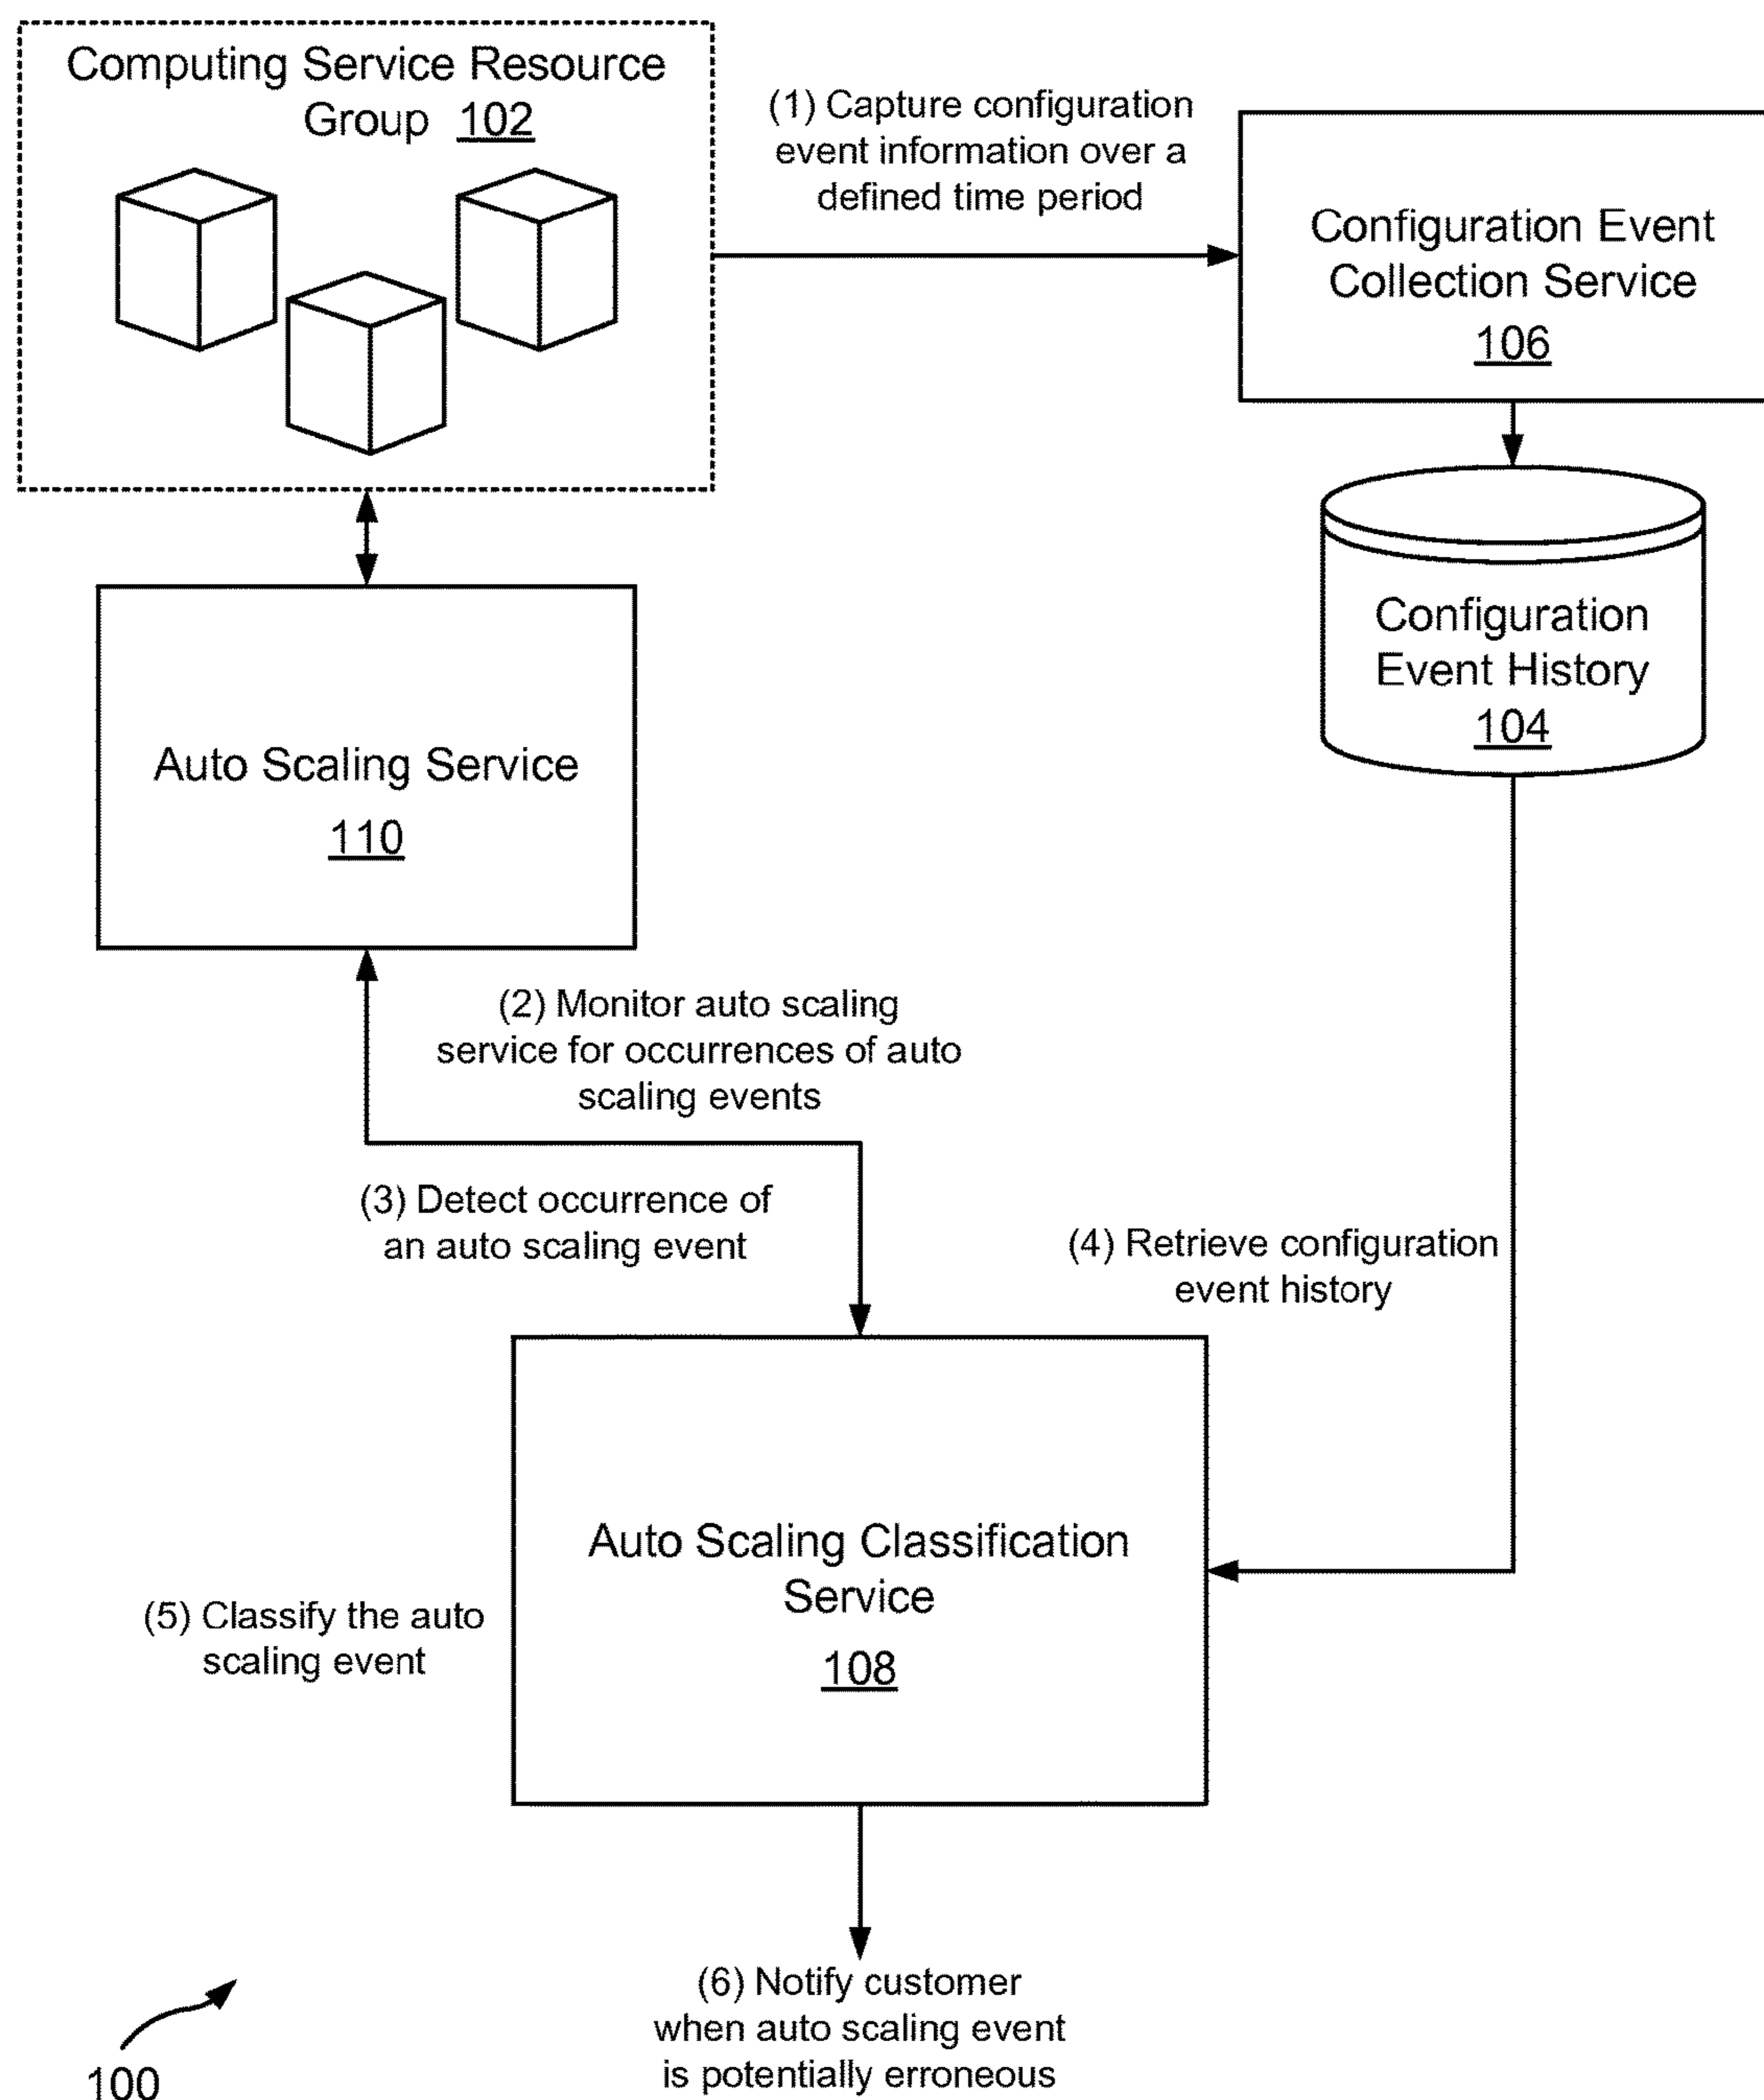 Computing Service Resource
Group 102
(1) Capture configuration
event information over a
defined time period
Configuration Event
Collection Service
106
Configuration
Event History
104
Auto Scaling Service
110
(2) Monitor auto scaling
service for occurrences of auto
scaling events
(3) Detect occurrence of
an auto scaling event
(4) Retrieve configuration
event history
Auto Scaling Classification
Service
108
(5) Classify the auto
scaling event
(6) Notify customer
when auto scaling event
is potentially erroneous
100